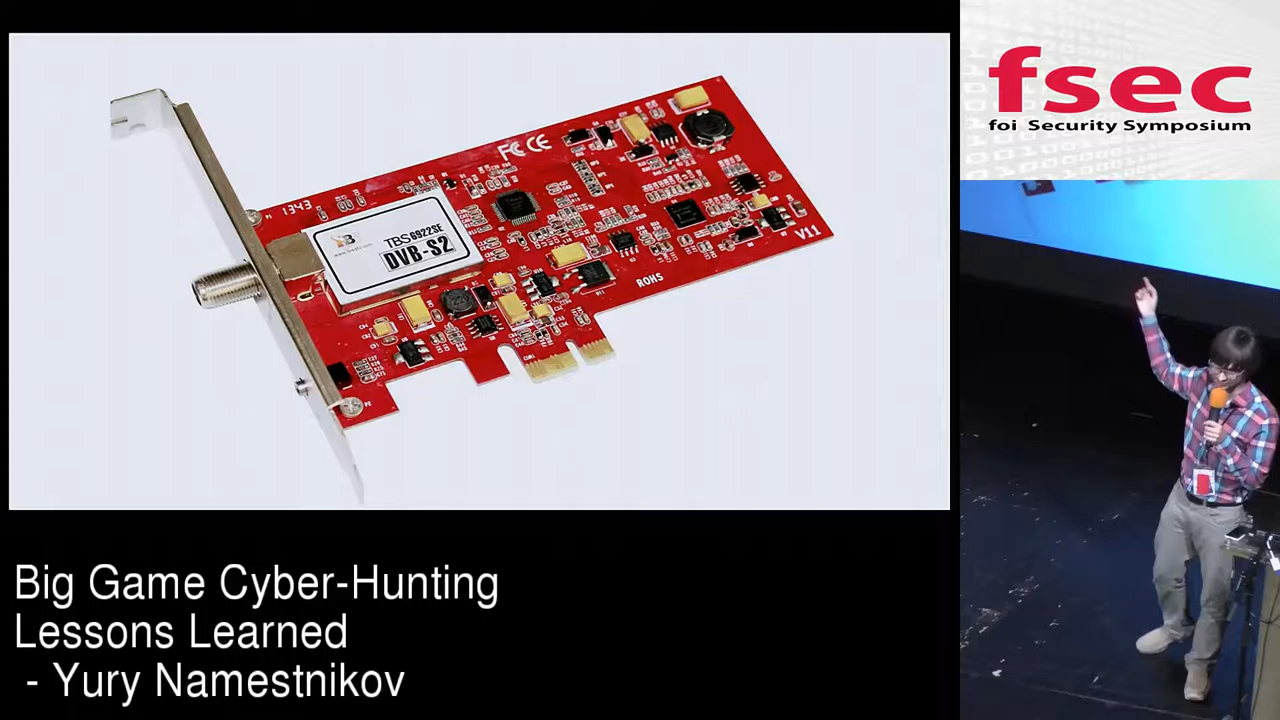 fsec
foi Security Symposium
FC CE
1343
TBS6922SE
DVB-S2
V11
ROHS
Big Game Cyber-Hunting
Lessons Learned
- Yury Namestnikov